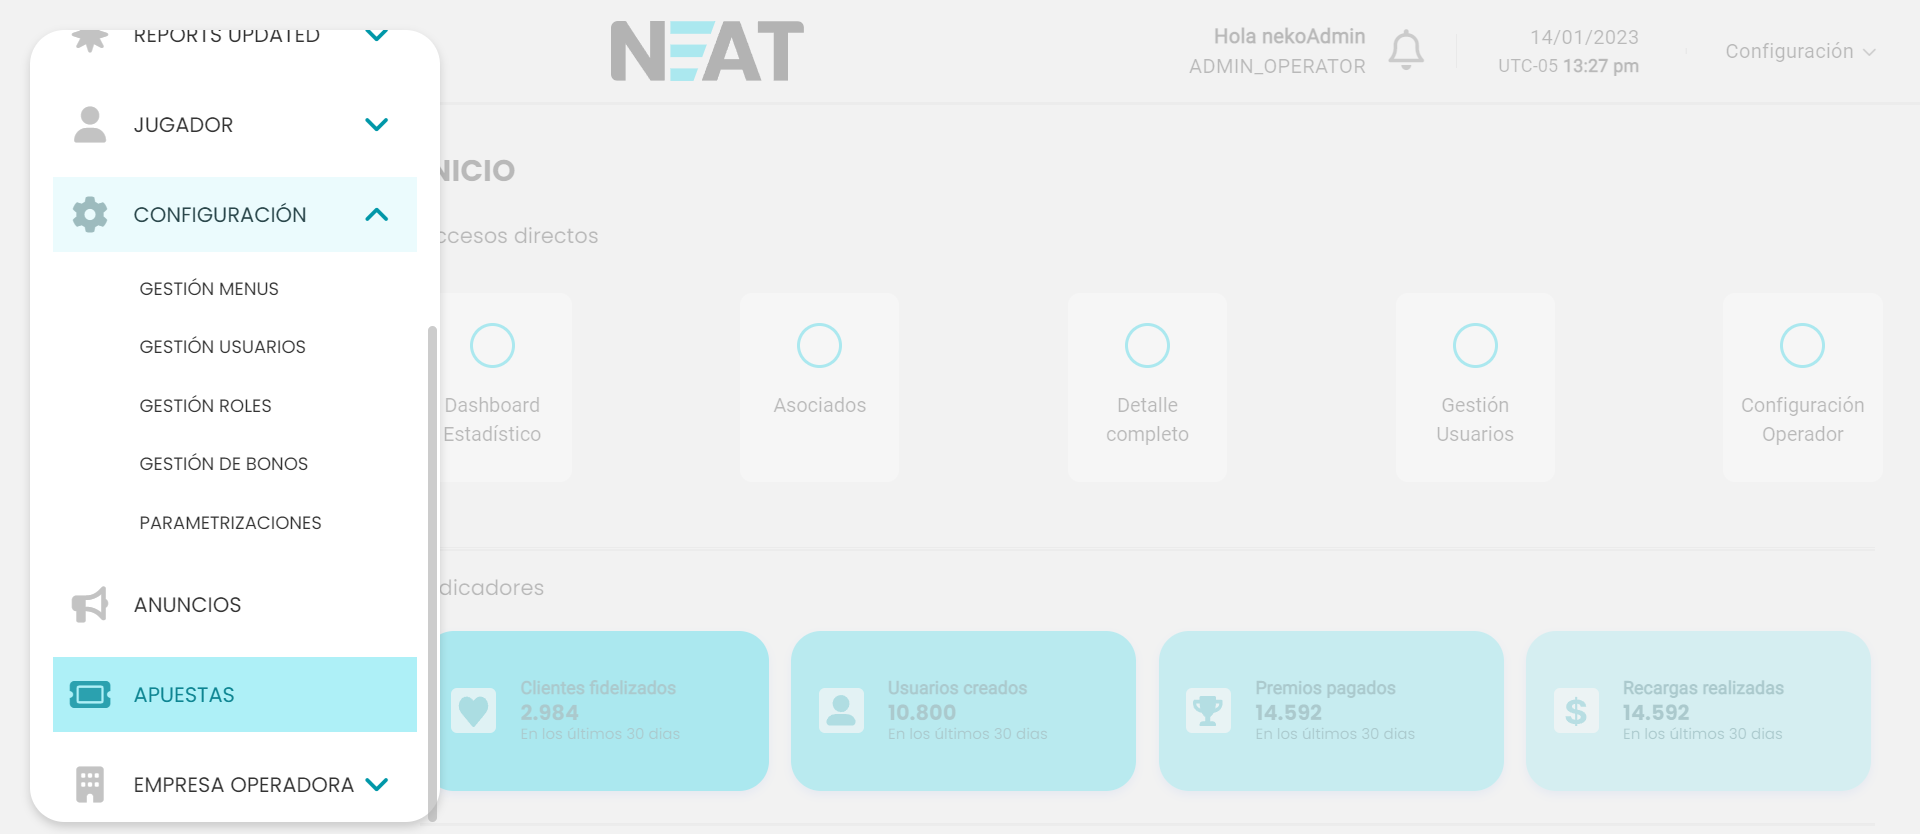 REPORTS UPDATED
JUGADOR
CONFIGURACIÓN
GESTIÓN MENUS
GESTIÓN USUARIOS
GESTIÓN ROLES
GESTIÓN DE BONOS
PARAMETRIZACIONES
ANUNCIOS
APUESTAS
EMPRESA OPERADORA
NEAT
Hola nekoAdmin
ADMIN_OPERATOR
14/01/2023
UTC-05 13:27 pm
Configuración
NICIO
ccesos directos
Dashboard
Estadístico
Asociados
Detalle
completo
Gestión
Usuarios
Configuración
Operador
dicadores
Clientes fidelizados
2.984
En los últimos 30 dias
Usuarios creados
10.800
En los últimos 30 dias
Premios pagados
14.592
En los últimos 30 dias
Recargas realizadas
14.592
En los últimos 30 dias